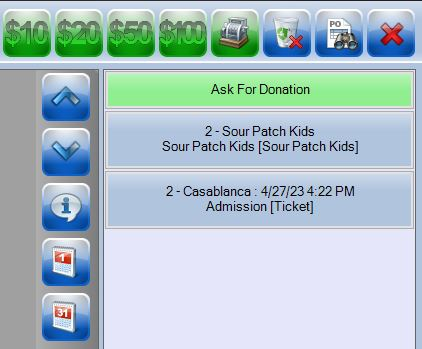 $10 $20 $50 $100 PO
Ask For Donation
2 - Sour Patch Kids
Sour Patch Kids [Sour Patch Kids]
2 - Casablanca : 4/27/23 4:22 PM
Admission [Ticket]
i
1
31